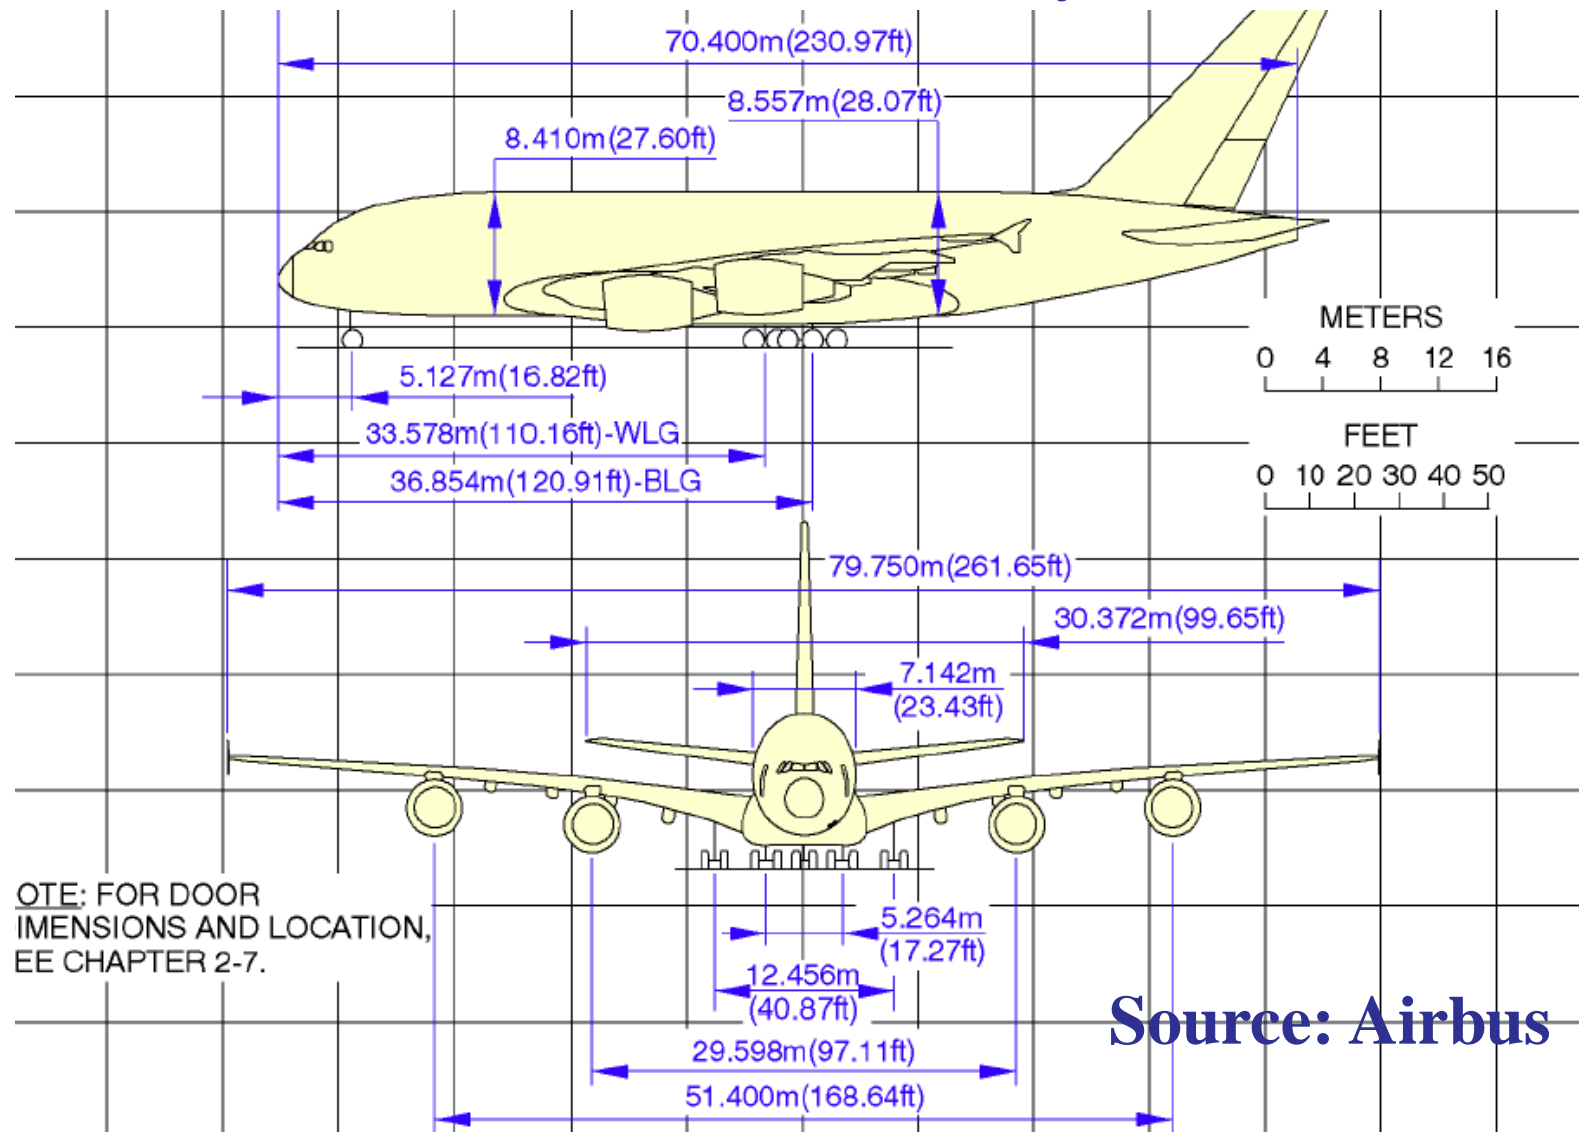 70.400m(230.97ft)
8.557m(28.07ft)
8.410m(27.60ft)
METERS
0 4 8 12 16
5.127m(16.82ft)
33.578m(110.16ft)-WLG
FEET
36.854m(120.91ft)-BLG
0 10 20 30 40 50
79.750m(261.65ft)
30.372m(99.65ft)
7.142m
(23.43ft)
OTE: FOR DOOR
IMENSIONS AND LOCATION,
EE CHAPTER 2-7.
5.264m
(17.27ft)
12.456m
(40.87ft)
Source: Airbus
29.598m(97.11ft)
51.400m(168.64ft)